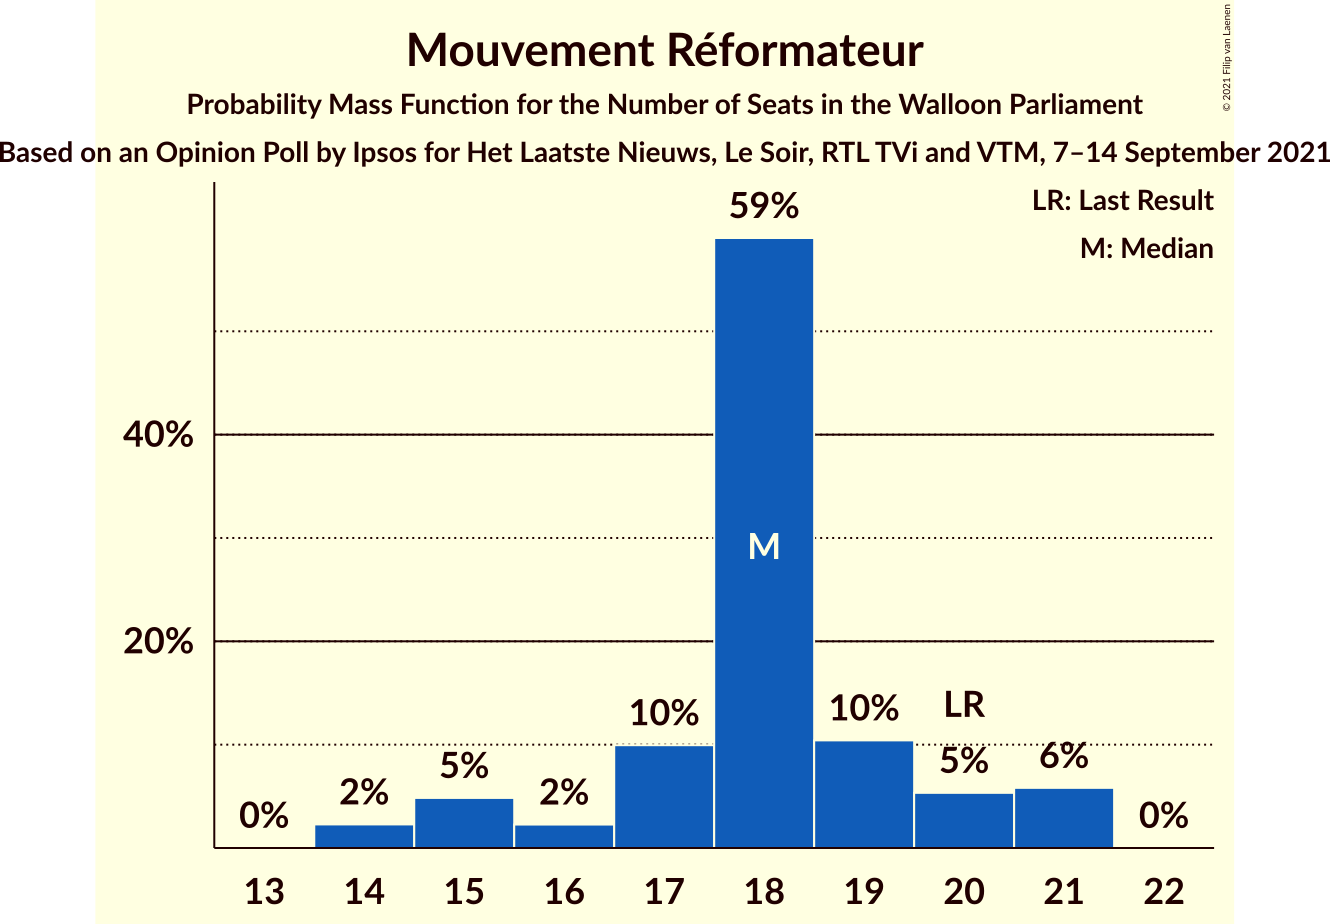 Mouvement Réformateur
Probability Mass Function for the Number of Seats in the Walloon Parliament
Based on an Opinion Poll by Ipsos for Het Laatste Nieuws, Le Soir, RTL TVi and VTM, 7–14 September 2021
© 2021 Filip van Laenen
LR: Last Result
M: Median
59%
40%
M
20%
10%
10%
LR
0%
2%
5%
2%
5%
6%
0%
13 14 15 16 17 18 19 20 21 22